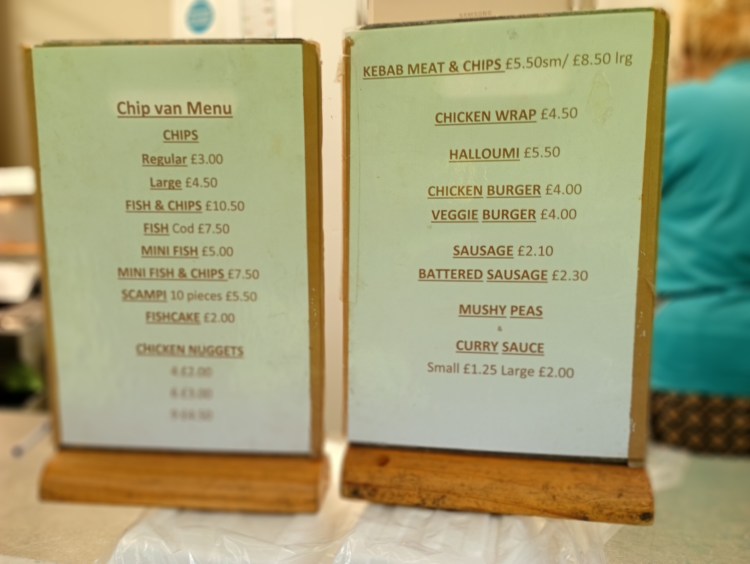 Chip van Menu
CHIPS
Regular £3.00
Large £4.50
FISH & CHIPS £10.50
FISH Cod £7.50
MINI FISH £5.00
MINI FISH & CHIPS £7.50
SCAMPI 10 pieces £5.50
FISHCAKE £2.00
CHICKEN NUGGETS
KEBAB MEAT & CHIPS £5.50sm/ £8.50 lrg
CHICKEN WRAP £4.50
HALLOUMI £5.50
CHICKEN BURGER £4.00
VEGGIE BURGER £4.00
SAUSAGE £2.10
BATTERED SAUSAGE £2.30
MUSHY PEAS
&
CURRY SAUCE
Small £1.25 Large £2.00